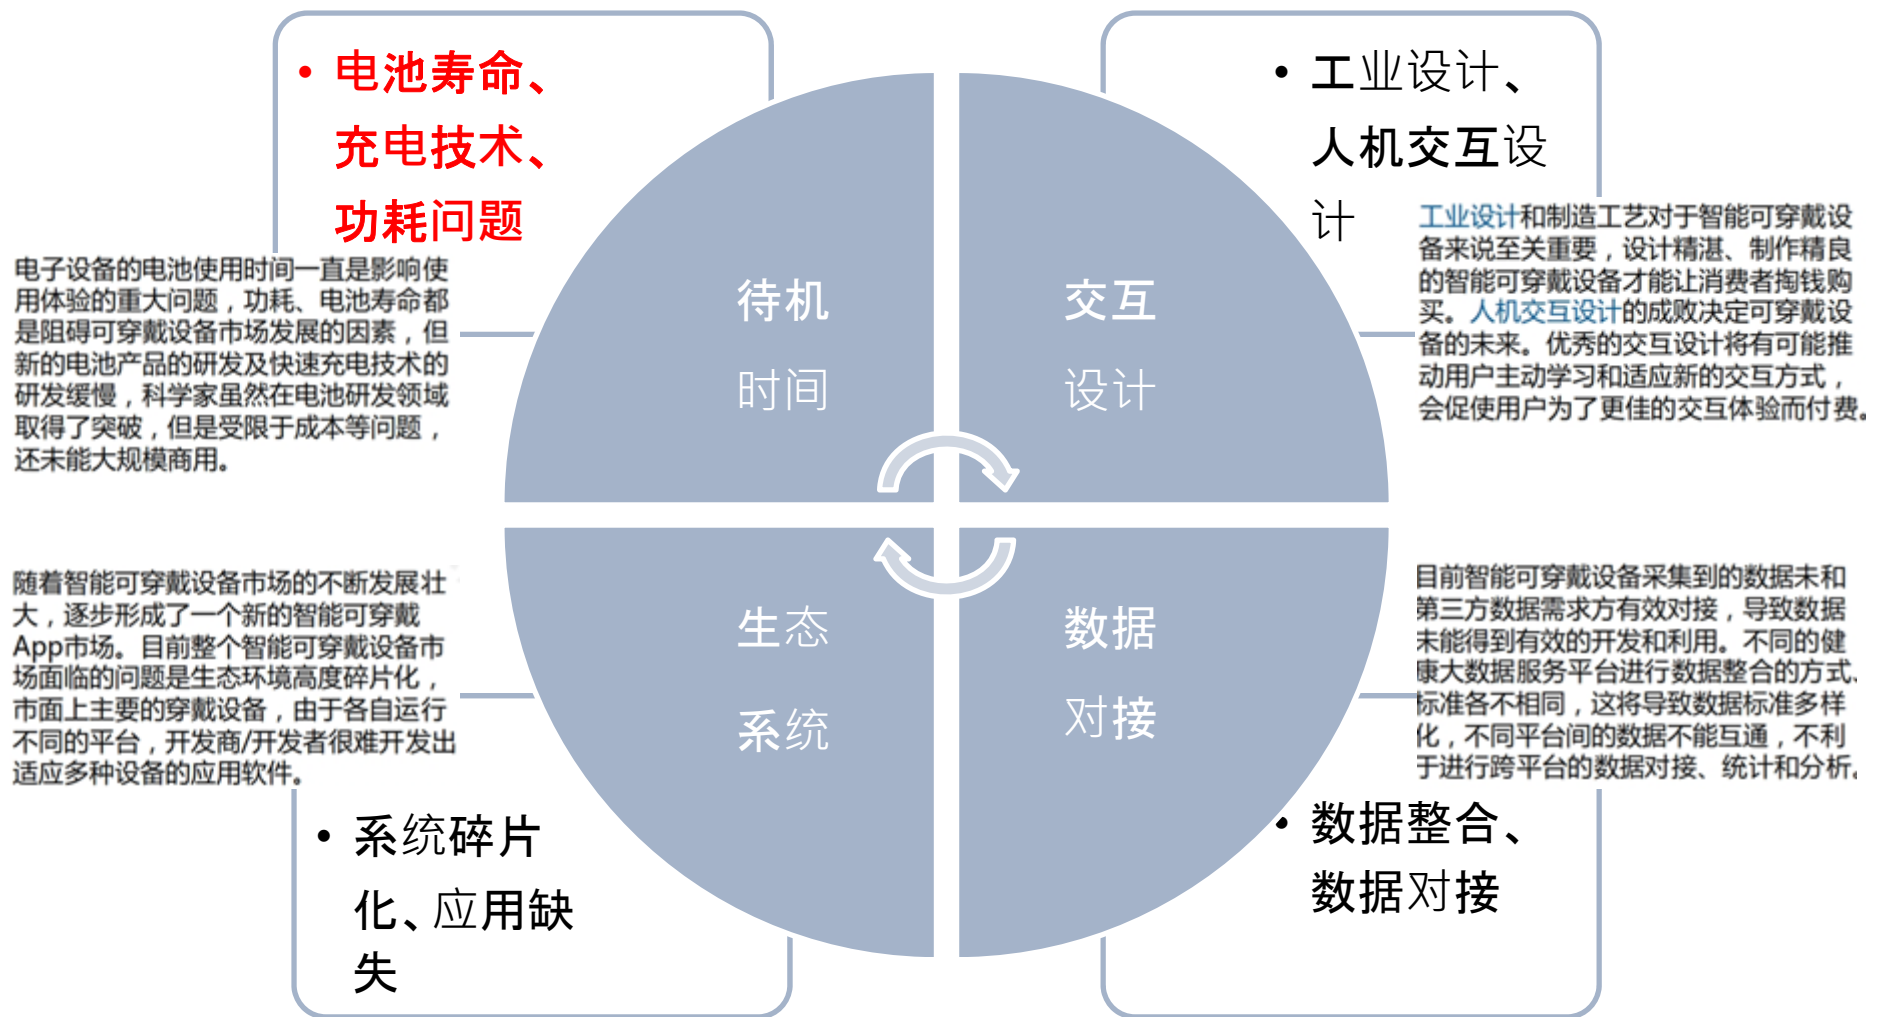 • 电池寿命、
充电技术、
功耗问题
电子设备的电池使用时间一直是影响使
用体验的重大问题，功耗、电池寿命都
是阻碍可穿戴设备市场发展的因素，但
新的电池产品的研发及快速充电技术的
研发缓慢，科学家虽然在电池研发领域
取得了突破，但是受限于成本等问题，
还未能大规模商用。
• 工业设计、
人机交互设
计
工业设计和制造工艺对于智能可穿戴设
备来说至关重要，设计精湛、制作精良
的智能可穿戴设备才能让消费者掏钱购
买。人机交互设计的成败决定可穿戴设
备的未来。优秀的交互设计将有可能推
动用户主动学习和适应新的交互方式，
会促使用户为了更佳的交互体验而付费。
待机
时间
交互
设计
生态
系统
数据
对接
随着智能可穿戴设备市场的不断发展壮
大，逐步形成了一个新的智能可穿戴
App市场。目前整个智能可穿戴设备市
场面临的问题是生态环境高度碎片化，
市面上主要的穿戴设备，由于各自运行
不同的平台，开发商/开发者很难开发出
适应多种设备的应用软件。
• 系统碎片
化、应用缺
失
目前智能可穿戴设备采集到的数据未和
第三方数据需求方有效对接，导致数据
未能得到有效的开发和利用。不同的健
康大数据服务平台进行数据整合的方式、
标准各不相同，这将导致数据标准多样
化，不同平台间的数据不能互通，不利
于进行跨平台的数据对接、统计和分析。
• 数据整合、
数据对接